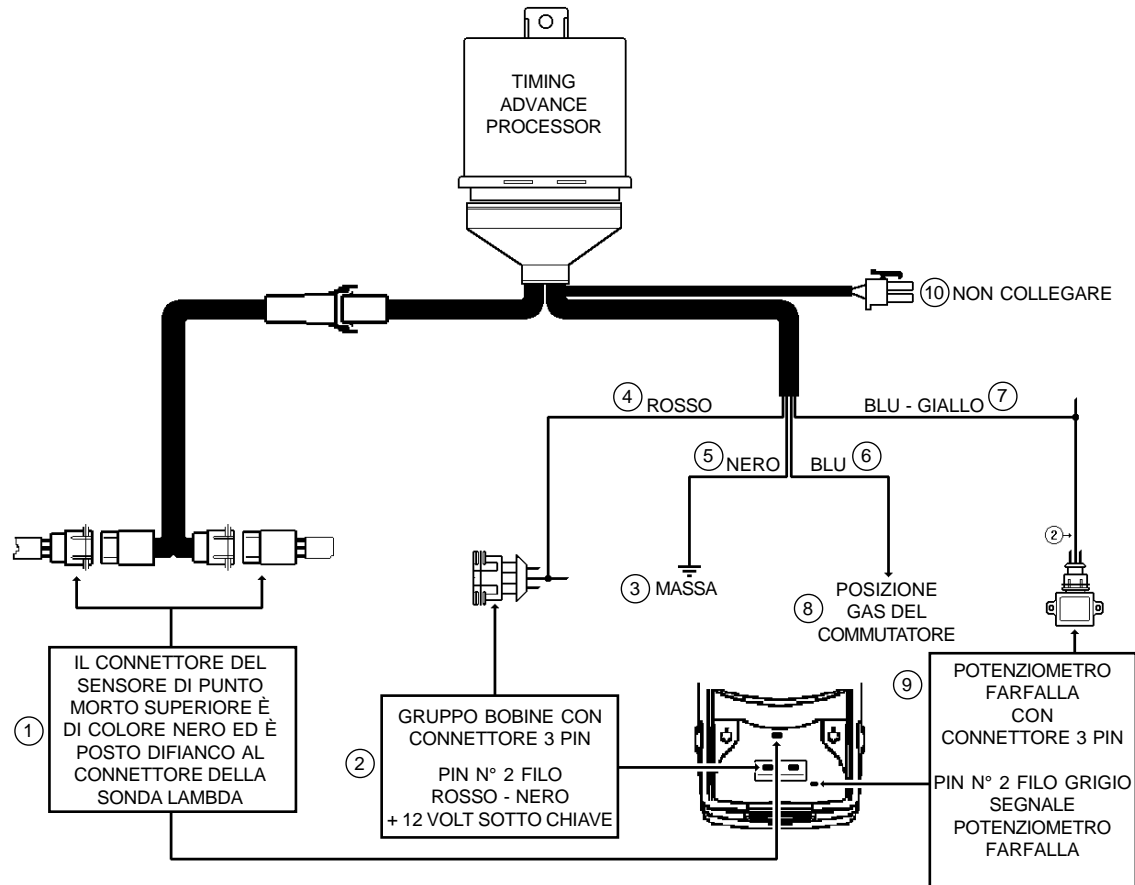 TIMING
ADVANCE
PROCESSOR
10 NON COLLEGARE
4 ROSSO
BLU - GIALLO 7
5 NERO
BLU 6
2
3 MASSA
8 POSIZIONE
GAS DEL
COMMUTATORE
1
IL CONNETTORE DEL
SENSORE DI PUNTO
MORTO SUPERIORE È
DI COLORE NERO ED È
POSTO DIFIANCO AL
CONNETTORE DELLA
SONDA LAMBDA
2
GRUPPO BOBINE CON
CONNETTORE 3 PIN
PIN N° 2 FILO
ROSSO - NERO
+ 12 VOLT SOTTO CHIAVE
9
POTENZIOMETRO
FARFALLA
CON
CONNETTORE 3 PIN
PIN N° 2 FILO GRIGIO
SEGNALE
POTENZIOMETRO
FARFALLA